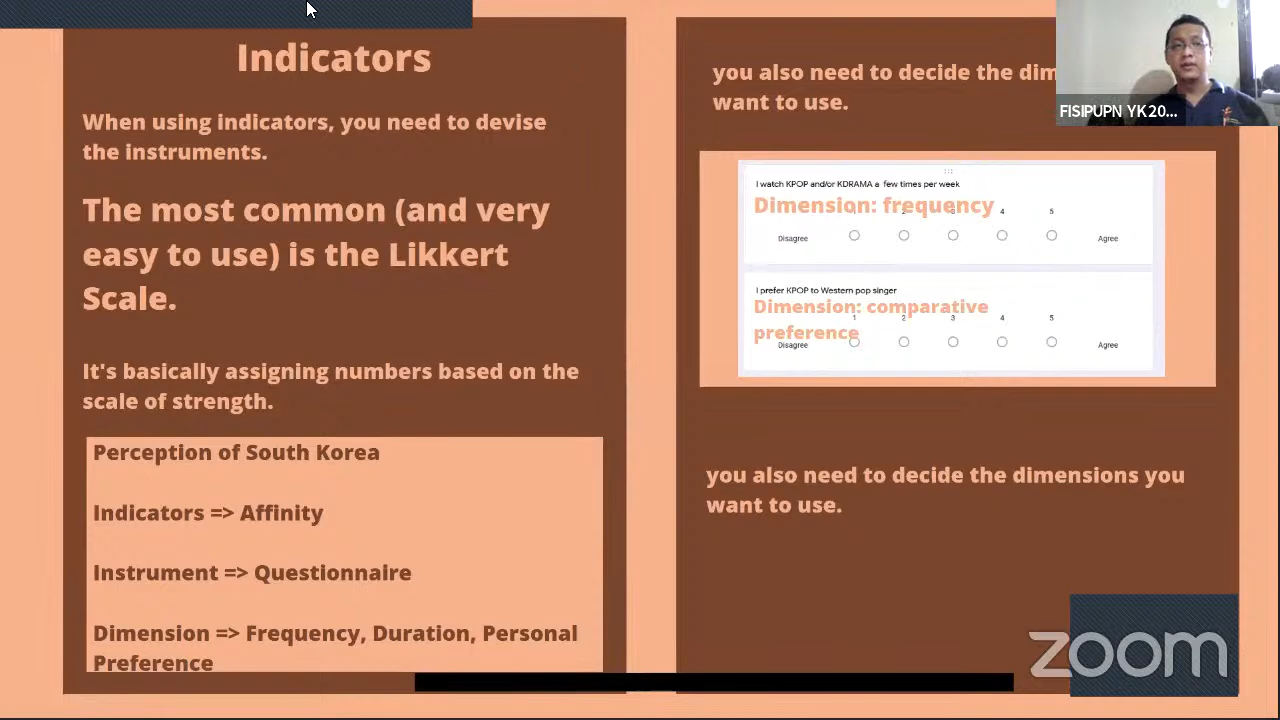 Indicators
When using indicators, you need to devise
the instruments.
The most common (and very
easy to use) is the Likkert
Scale.
It's basically assigning numbers based on the
scale of strength.
Perception of South Korea
Indicators => Affinity
Instrument => Questionnaire
Dimension => Frequency, Duration, Personal
Preference
you also need to decide the dim
want to use.
FISIPUPN YK20...
I watch KPOP and/or KDRAMA a few times per week
Dimension: frequency
2 3 4 5
Disagree Agree
I prefer KPOP to Western pop singer
Dimension: comparative
preference
1 2 3 4 5
Disagree Agree
you also need to decide the dimensions you
want to use.
zoom